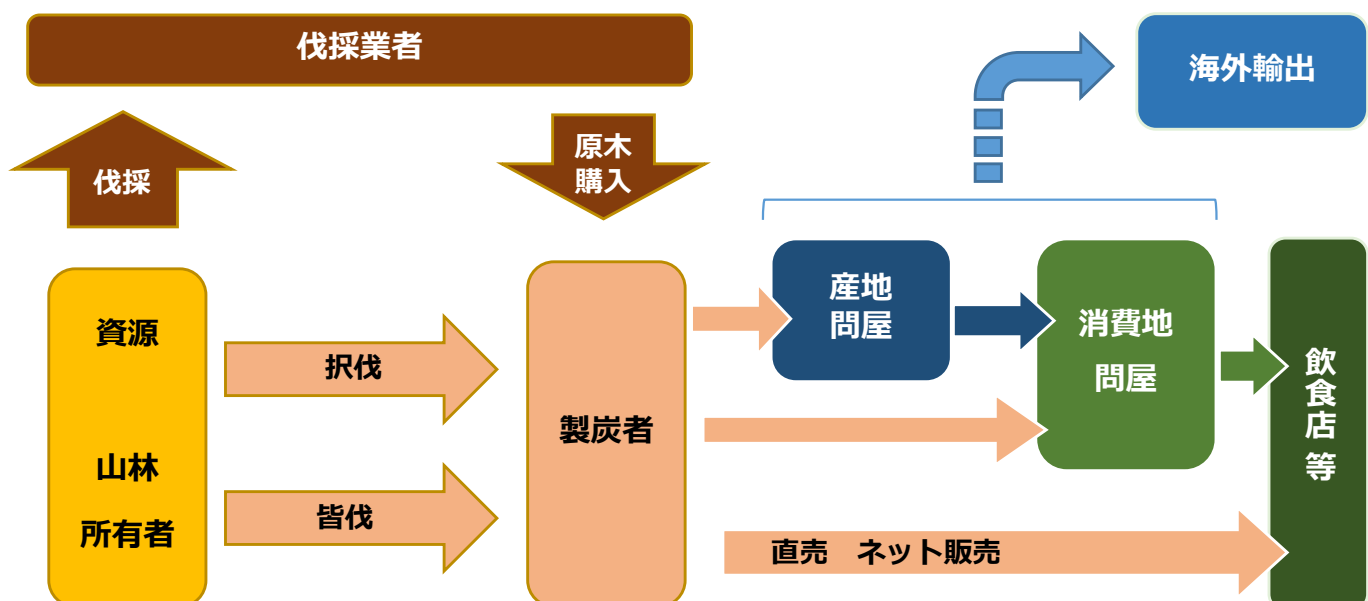 伐採業者
海外輸出
伐採
原木
購入
資源
山林
所有者
択伐
皆伐
製炭者
産地
問屋
消費地
問屋
直売　ネット販売
飲食店 等